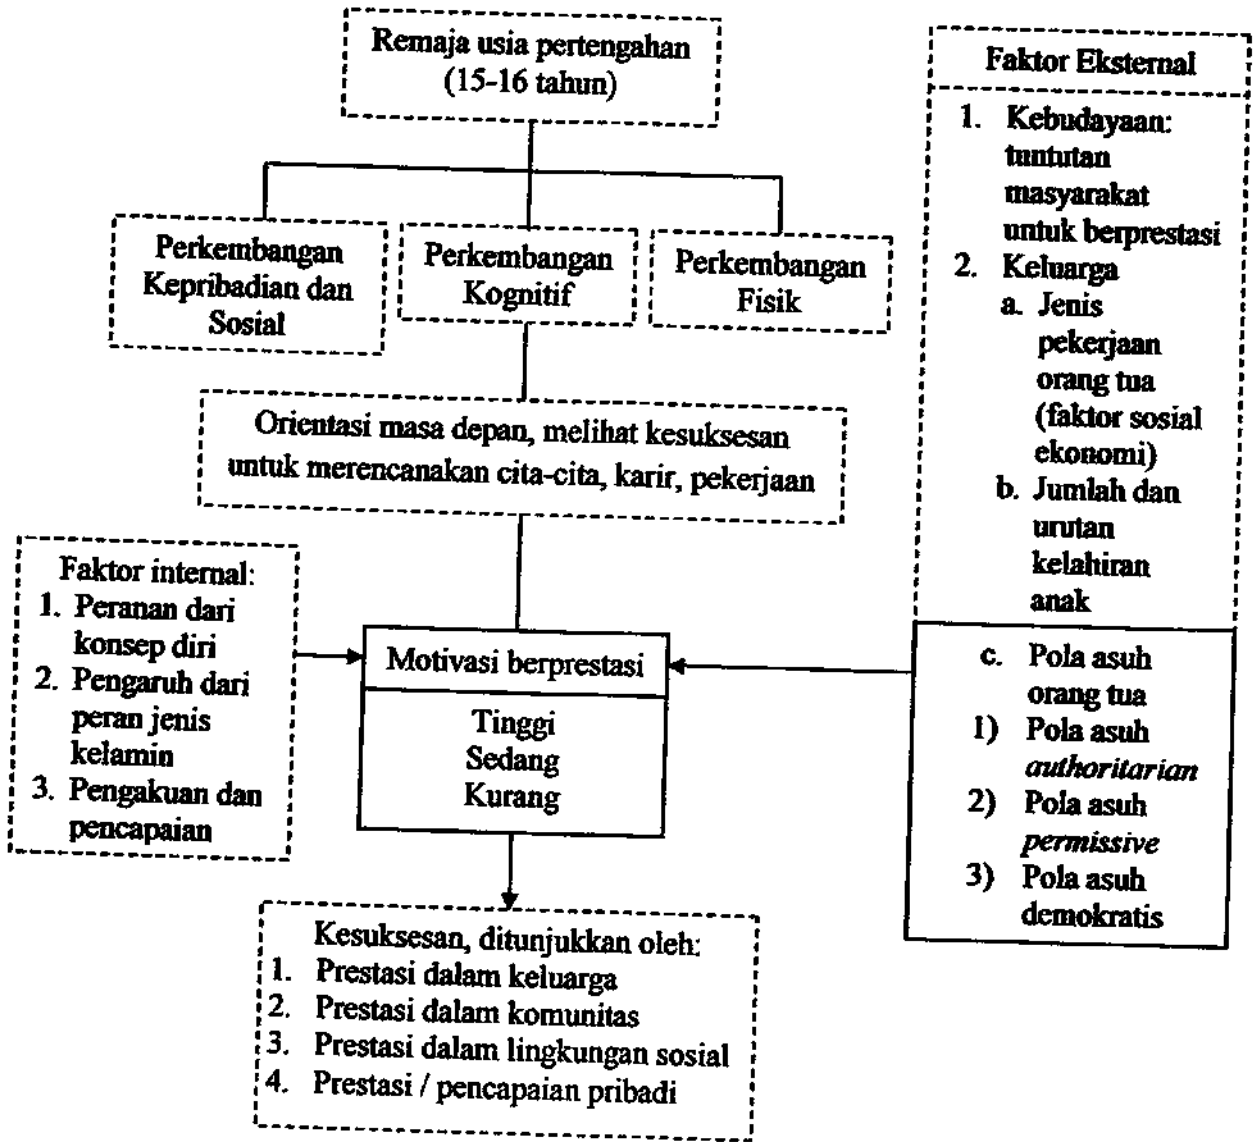 Remaja usia pertengahan
(15-16 tahun)
Perkembangan
Kepribadian dan
Sosial
Perkembangan
Kognitif
Perkembangan
Fisik
Orientasi masa depan, melihat kesuksesan
untuk merencanakan cita-cita, karir, pekerjaan
Faktor internal:
1. Peranan dari
konsep diri
2. Pengaruh dari
peran jenis
kelamin
3. Pengakuan dan
pencapaian
Motivasi berprestasi
Tinggi
Sedang
Kurang
Kesuksesan, ditunjukkan oleh:
1. Prestasi dalam keluarga
2. Prestasi dalam komunitas
3. Prestasi dalam lingkungan sosial
4. Prestasi / pencapaian pribadi
Faktor Eksternal
1. Kebudayaan:
tuntutan
masyarakat
untuk berprestasi
2. Keluarga
a. Jenis
pekerjaan
orang tua
(faktor sosial
ekonomi)
b. Jumlah dan
urutan
kelahiran
anak
c. Pola asuh
orang tua
1) Pola asuh
authoritarian
2) Pola asuh
permissive
3) Pola asuh
demokratis